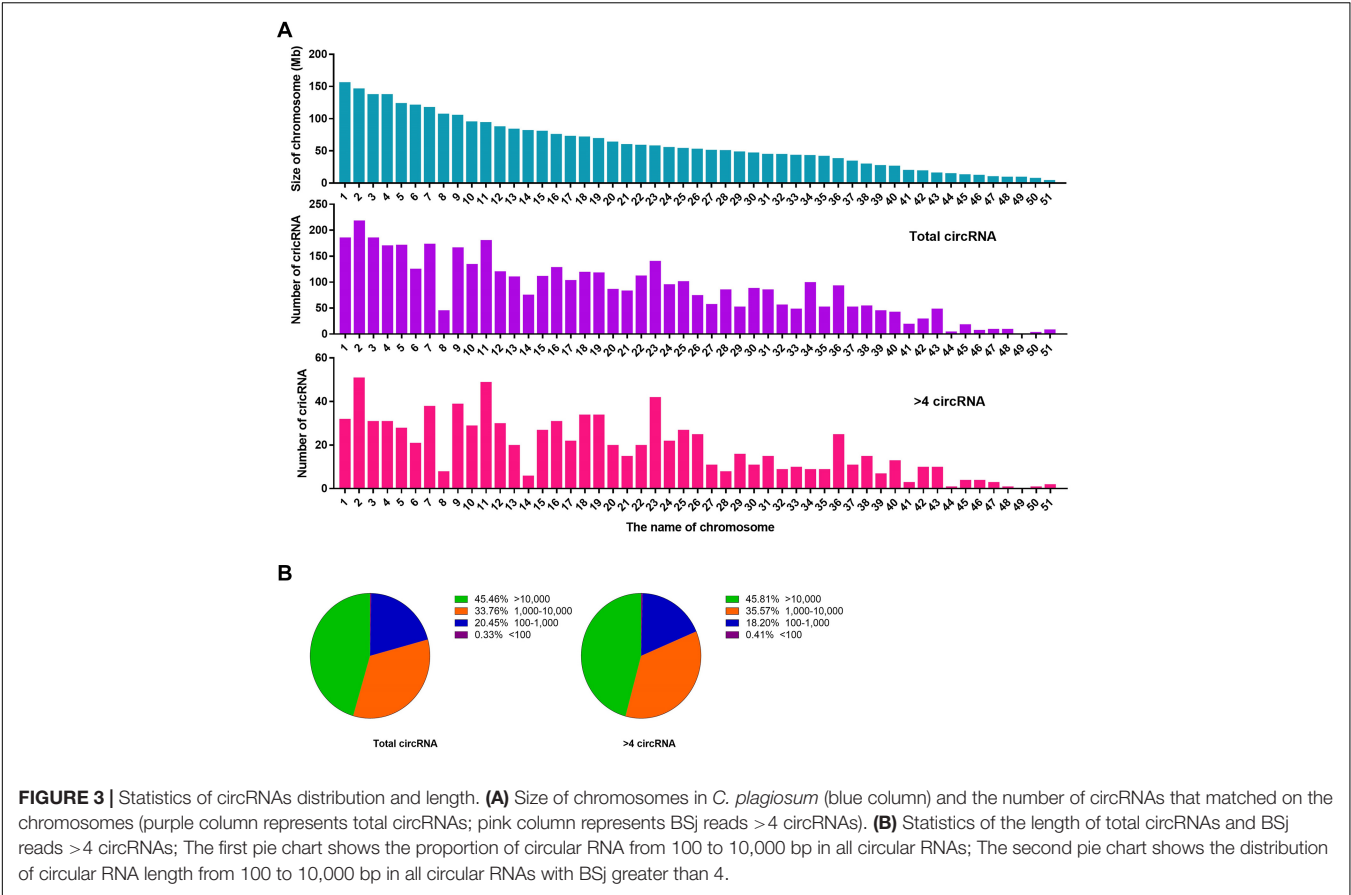 A
Size of chromosome (Mb)
200
150
100
50
0
1 2 3 4 5 6 7 8 9 10 11 12 13 14 15 16 17 18 19 20 21 22 23 24 25 26 27 28 29 30 31 32 33 34 35 36 37 38 39 40 41 42 43 44 45 46 47 48 49 50 51
Number of cricRNA
250
200
150
100
50
0
Total circRNA
1 2 3 4 5 6 7 8 9 10 11 12 13 14 15 16 17 18 19 20 21 22 23 24 25 26 27 28 29 30 31 32 33 34 35 36 37 38 39 40 41 42 43 44 45 46 47 48 49 50 51
Number of cricRNA
60
40
20
0
>4 circRNA
1 2 3 4 5 6 7 8 9 10 11 12 13 14 15 16 17 18 19 20 21 22 23 24 25 26 27 28 29 30 31 32 33 34 35 36 37 38 39 40 41 42 43 44 45 46 47 48 49 50 51
The name of chromosome
B
45.46% >10,000
33.76% 1,000-10,000
20.45% 100-1,000
0.33% <100
Total circRNA
45.81% >10,000
35.57% 1,000-10,000
18.20% 100-1,000
0.41% <100
>4 circRNA
FIGURE 3 | Statistics of circRNAs distribution and length. (A) Size of chromosomes in C. plagiosum (blue column) and the number of circRNAs that matched on the
chromosomes (purple column represents total circRNAs; pink column represents BSj reads >4 circRNAs). (B) Statistics of the length of total circRNAs and BSj
reads >4 circRNAs; The first pie chart shows the proportion of circular RNA from 100 to 10,000 bp in all circular RNAs; The second pie chart shows the distribution
of circular RNA length from 100 to 10,000 bp in all circular RNAs with BSj greater than 4.